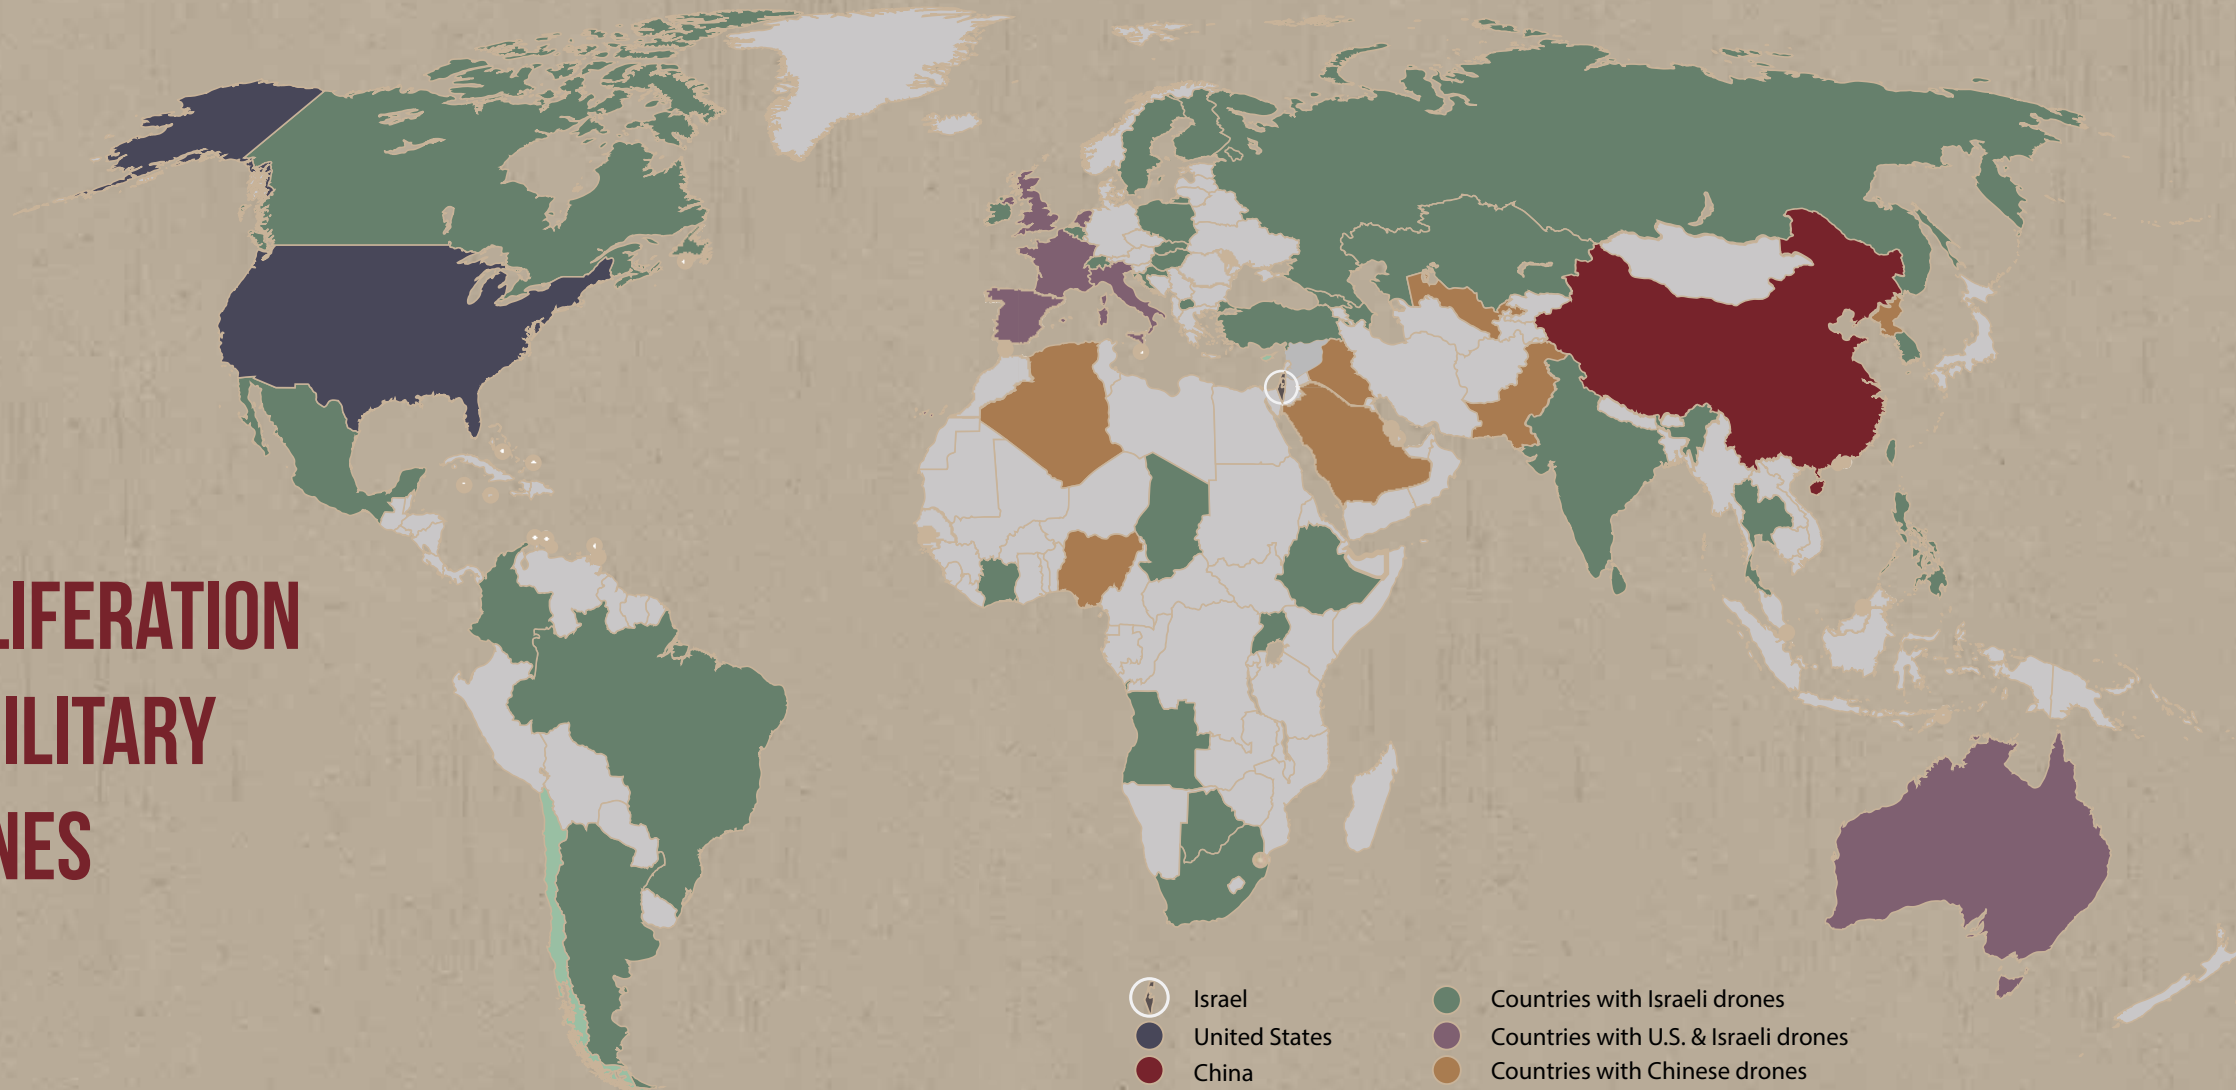 LIFERATION
ILITARY
NES
Israel
United States
China
Countries with Israeli drones
Countries with U.S. & Israeli drones
Countries with Chinese drones